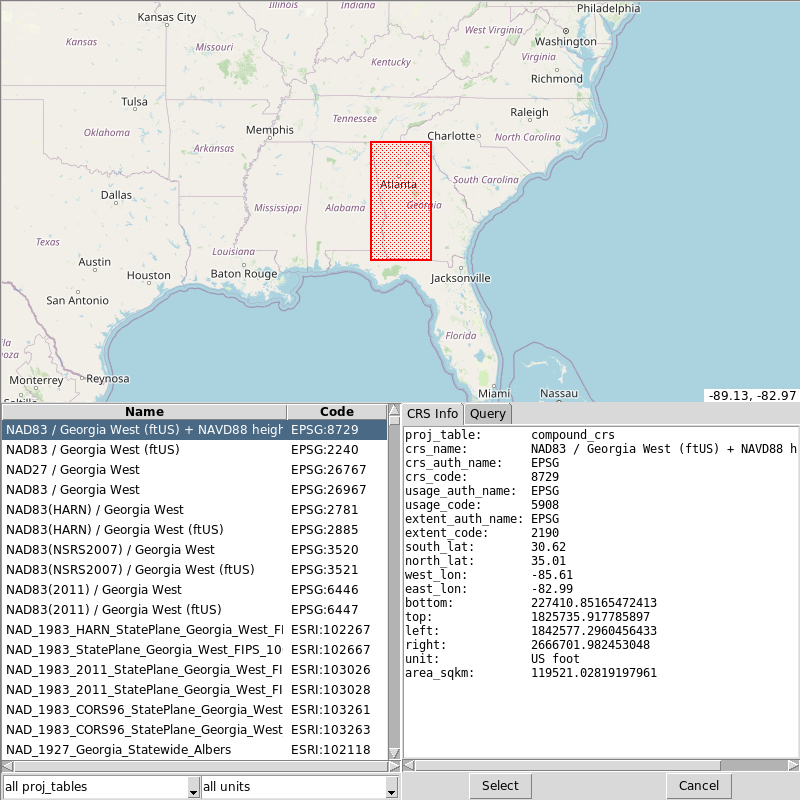 Illinois
Indiana
Philadelphia
Kansas City
West Virginia
Washington
Kansas
Missouri
Virginia
Kentucky
Richmond
Tulsa
Raleigh
Tennessee
Oklahoma
Memphis
Charlotte
North Carolina
Arkansas
South Carolina
Atlanta
Dallas
Mississippi
Alabama
Georgia
Texas
Louisiana
Austin
Houston
Baton Rouge
Jacksonville
San Antonio
Florida
Monterrey
Reynosa
Miami
Nassau
-89.13, -82.97
Name Code
NAD83 / Georgia West (ftUS) + NAVD88 heigh EPSG:8729
NAD83 / Georgia West (ftUS) EPSG:2240
NAD27 / Georgia West EPSG:26767
NAD83 / Georgia West EPSG:26967
NAD83(HARN) / Georgia West EPSG:2781
NAD83(HARN) / Georgia West (ftUS) EPSG:2885
NAD83(NSRS2007) / Georgia West EPSG:3520
NAD83(NSRS2007) / Georgia West (ftUS) EPSG:3521
NAD83(2011) / Georgia West EPSG:6446
NAD83(2011) / Georgia West (ftUS) EPSG:6447
NAD_1983_HARN_StatePlane_Georgia_West_FI ESRI:102267
NAD_1983_StatePlane_Georgia_West_FIPS_10 ESRI:102667
NAD_1983_2011_StatePlane_Georgia_West_FI ESRI:103026
NAD_1983_2011_StatePlane_Georgia_West_FI ESRI:103028
NAD_1983_CORS96_StatePlane_Georgia_West ESRI:103261
NAD_1983_CORS96_StatePlane_Georgia_West ESRI:103263
NAD_1927_Georgia_Statewide_Albers ESRI:102118
all proj_tables
all units
CRS Info Query
proj_table: compound_crs
crs_name: NAD83 / Georgia West (ftUS) + NAVD88 h
crs_auth_name: EPSG
crs_code: 8729
usage_auth_name: EPSG
usage_code: 5908
extent_auth_name: EPSG
extent_code: 2190
south_lat: 30.62
north_lat: 35.01
west_lon: -85.61
east_lon: -82.99
bottom: 227410.85165472413
top: 1825735.917785897
left: 1842577.2960456433
right: 2666701.982453048
unit: US foot
area_sqkm: 119521.02819197961
Select
Cancel